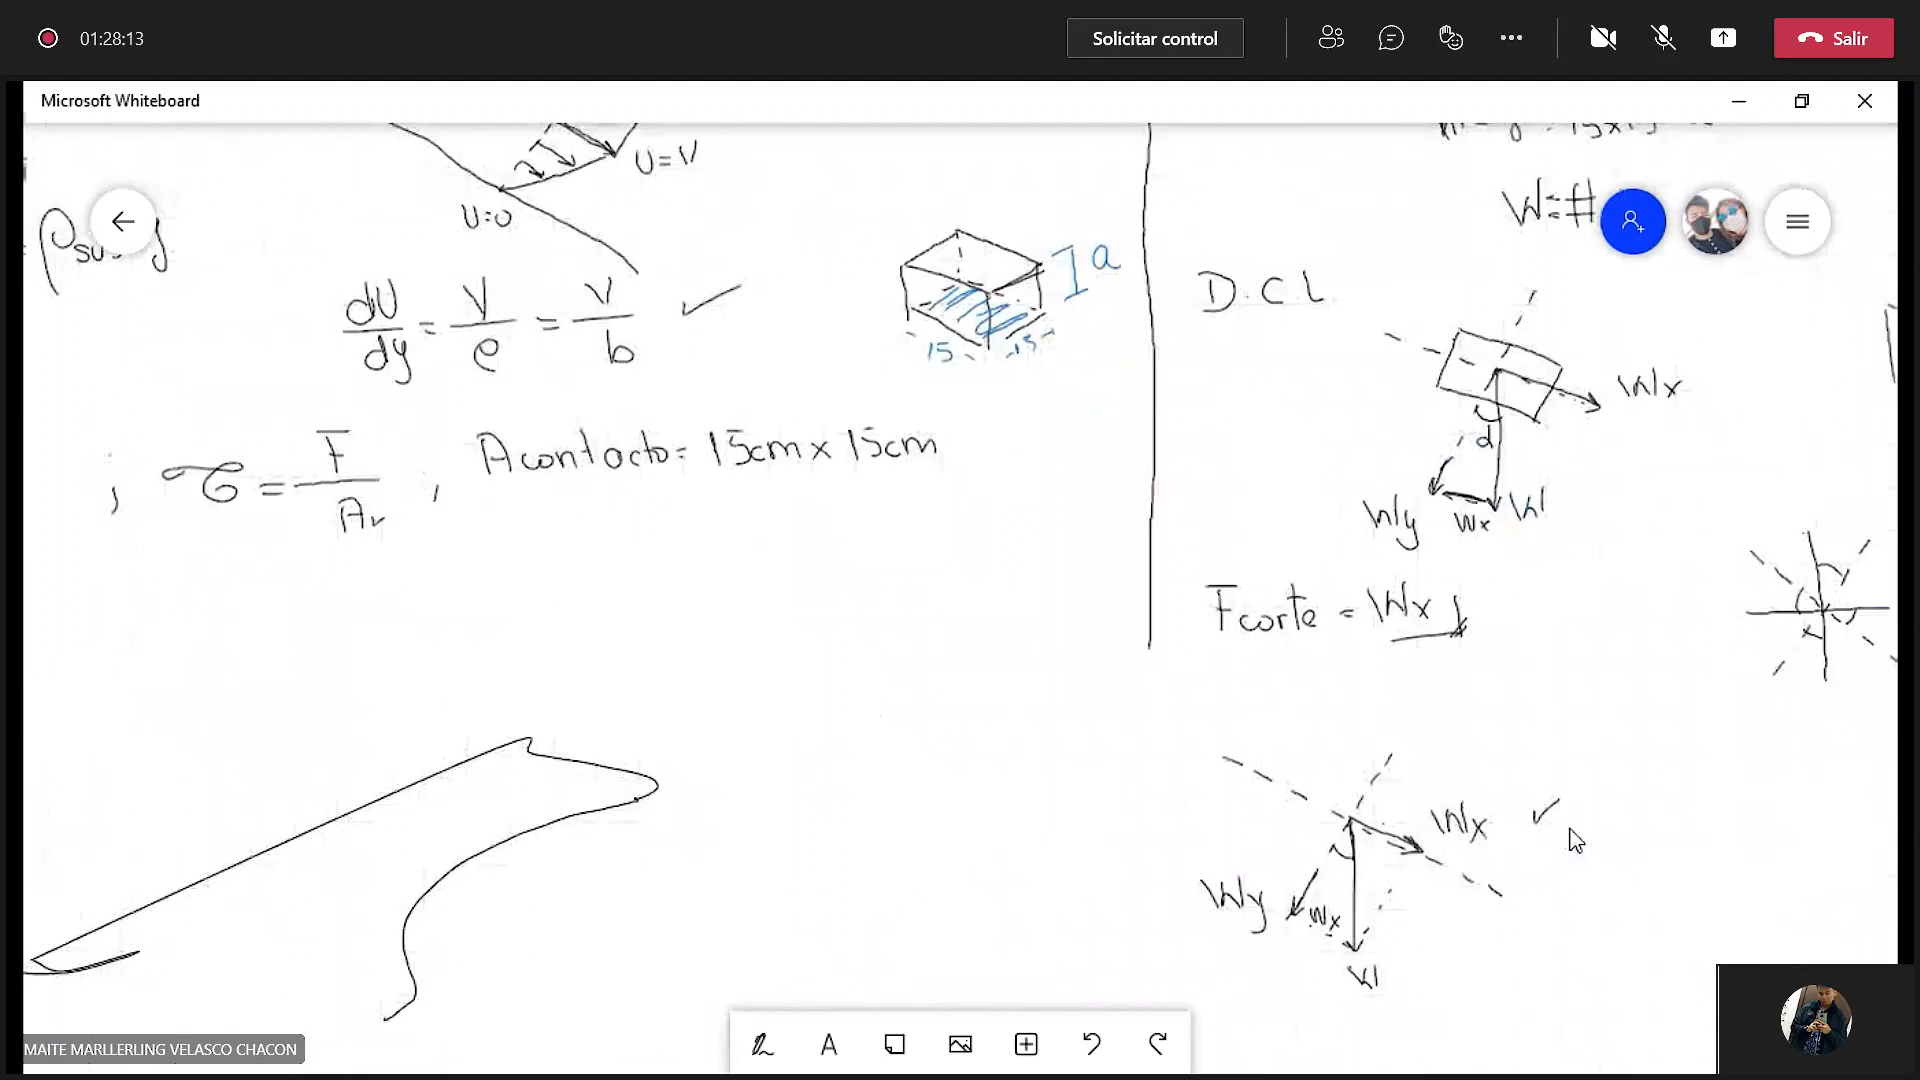 01:28:13
Solicitar control
Salir
Microsoft Whiteboard
U=V
U=0
W=#
a
15
15
dU/dy = V/e = V/b ✓
D.C.L
Wx
d
Wy
Wx
W
; τ = F/A , Acontacto = 15cm x 15cm
Fcorte = Wx
Wx ✓
Wy
Wx
W
MAITE MARLLERLING VELASCO CHACON